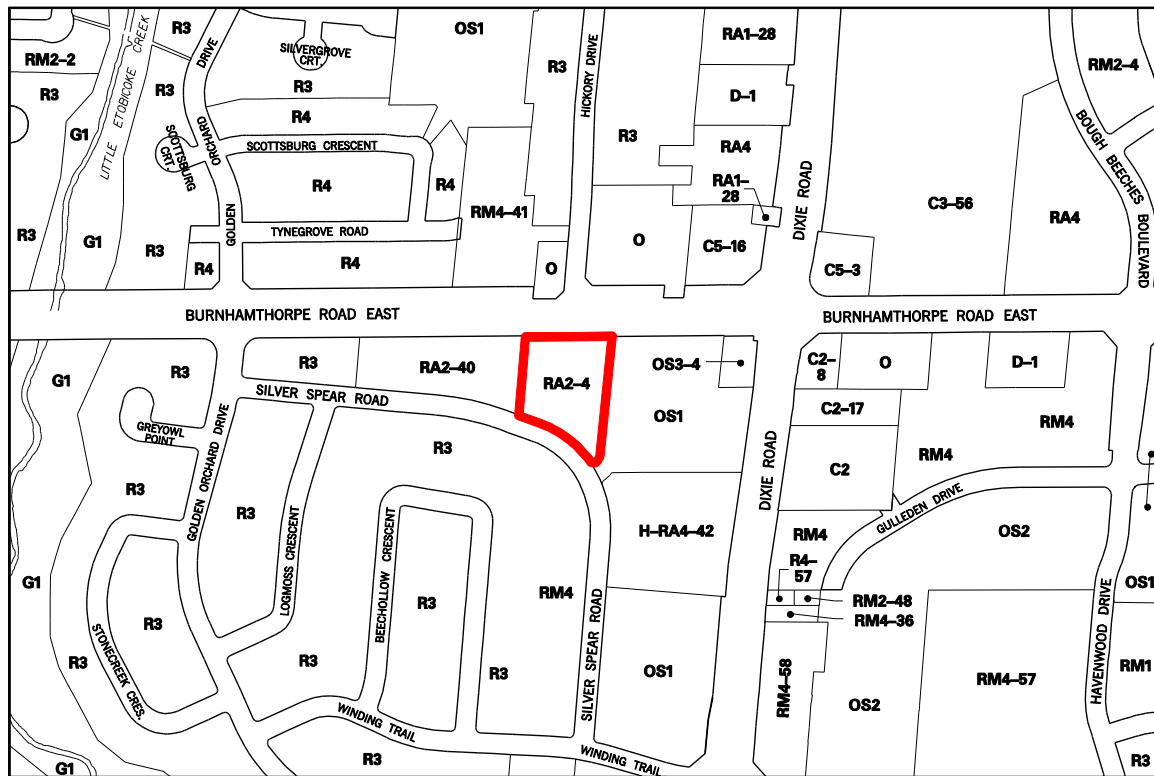 R3
OS1
RA1–28
RM2–2
SILVERGROVE
CRT.
DRIVE
R3
HICKORY DRIVE
RM2–4
R3
R3
R3
D–1
LITTLE ETOBICOKE CREEK
R4
BOUGH BEECHES BOULEVARD
G1
ORCHARD
SCOTTSBURG CRESCENT
R3
RA4
SCOTTSBURG
CRT.
R4
R4
RA1–
28
DIXIE ROAD
C3–56
RM4–41
RA4
GOLDEN
TYNEGROVE ROAD
R3
G1
R3
O
C5–16
R4
R4
O
C5–3
BURNHAMTHORPE ROAD EAST
BURNHAMTHORPE ROAD EAST
R3
R3
RA2–40
OS3–4
C2–
8
O
D–1
G1
RA2–4
SILVER SPEAR ROAD
C2–17
OS1
RM4
GREYOWL
POINT
R3
RM4
GOLDEN ORCHARD DRIVE
C2
DIXIE ROAD
R3
R3
GULLEDEN DRIVE
LOGMOSS CRESCENT
BEECHOLLOW CRESCENT
H–RA4–42
RM4
OS2
R4–
57
G1
RM4
SILVER SPEAR ROAD
R3
RM2–48
OS1
RM4–36
R3
STONECREEK CRES.
HAVENWOOD DRIVE
R3
R3
R3
OS1
RM4–58
RM4–57
RM1
OS2
WINDING TRAIL
WINDING TRAIL
R3
R3
G1